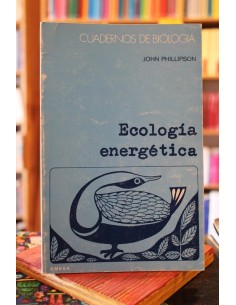 CUADERNOS DE BIOLOGIA
JOHN PHILLIPSON
Ecología
energética
OMEGA